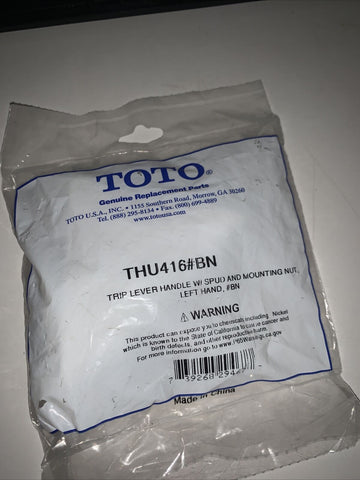 TOTO®
Genuine Replacement Parts
TOTO U.S.A., INC. • 1155 Southern Road, Morrow, GA 30260
Tel. (888) 295-8134 • Fax. (800) 699-4889
www.totousa.com
THU416#BN
TRIP LEVER HANDLE W/ SPUD AND MOUNTING NUT,
LEFT HAND, #BN
⚠ WARNING
This product can expose you to chemicals including Nickel
which is known to the State of California to cause cancer and
birth defects, and other reproductive harm.
For more information go to www.P65Warnings.ca.gov
7 39268 294
Made in China